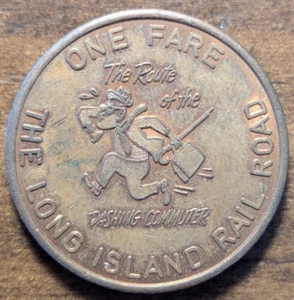 ONE FARE
The Route
of the
DASHING COMMUTER
THE LONG ISLAND RAIL ROAD